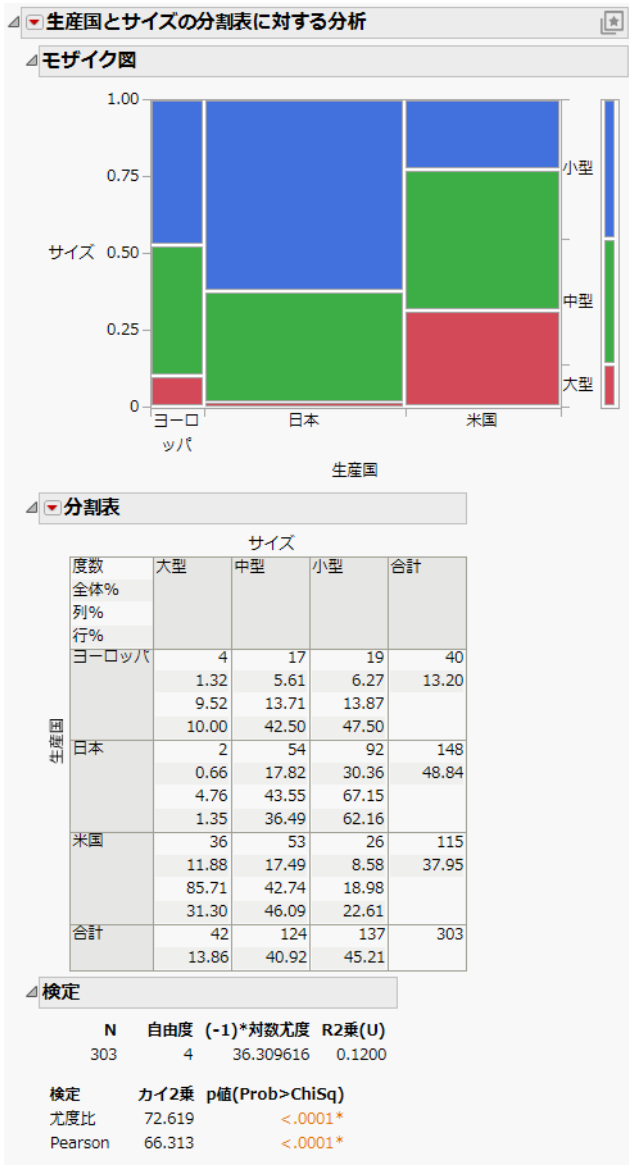 生産国とサイズの分割表に対する分析
モザイク図
1.00
0.75
サイズ 0.50
0.25
0
小型
中型
大型
ヨーロ
ッパ
日本 米国
生産国
分割表
サイズ
度数 大型 中型 小型 合計
全体%
列%
行%
生産国
ヨーロッパ 4 17 19 40
1.32 5.61 6.27 13.20
9.52 13.71 13.87
10.00 42.50 47.50
日本 2 54 92 148
0.66 17.82 30.36 48.84
4.76 43.55 67.15
1.35 36.49 62.16
米国 36 53 26 115
11.88 17.49 8.58 37.95
85.71 42.74 18.98
31.30 46.09 22.61
合計 42 124 137 303
13.86 40.92 45.21
検定
N 自由度 (-1)*対数尤度 R2乗(U)
303 4 36.309616 0.1200
検定 カイ2乗 p値(Prob>ChiSq)
尤度比 72.619 <.0001*
Pearson 66.313 <.0001*